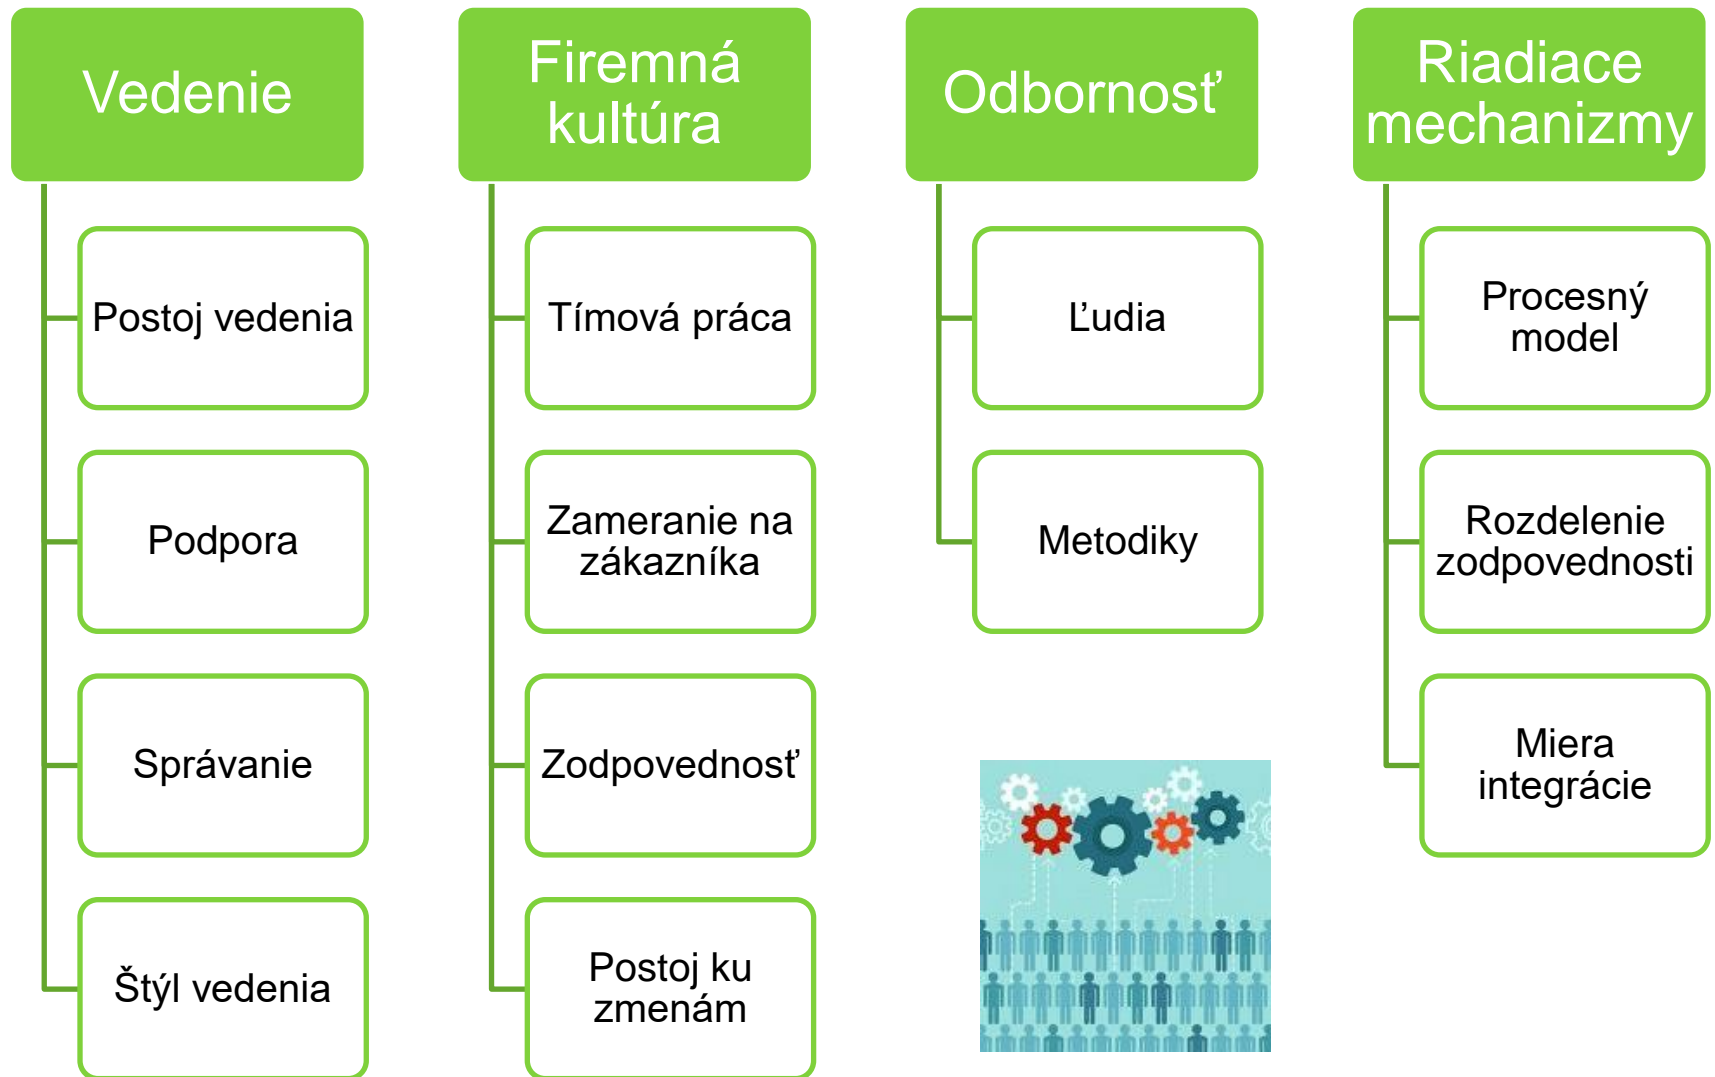 Vedenie
Postoj vedenia
Podpora
Správanie
Štýl vedenia
Firemná
kultúra
Tímová práca
Zameranie na
zákazníka
Zodpovednosť
Postoj ku
zmenám
Odbornosť
Ľudia
Metodiky
Riadiace
mechanizmy
Procesný
model
Rozdelenie
zodpovednosti
Miera
integrácie